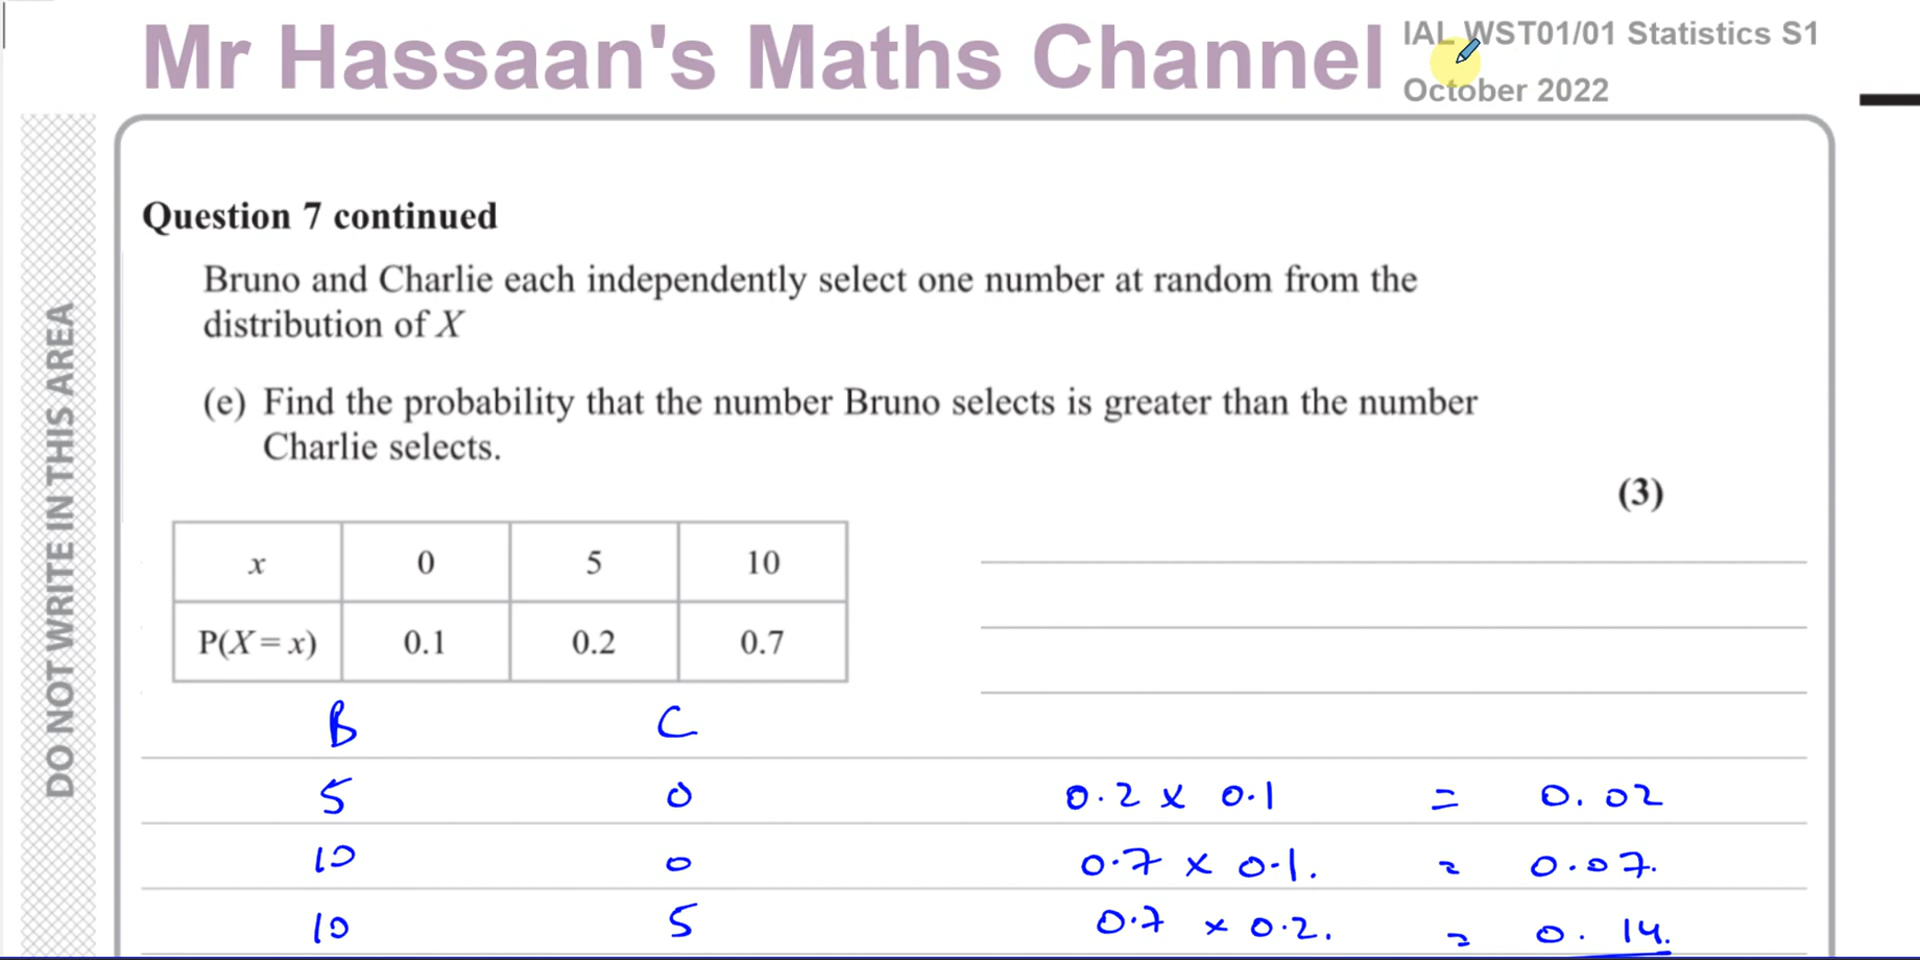 Mr Hassaan's Maths Channel
IAL WST01/01 Statistics S1
October 2022
DO NOT WRITE IN THIS AREA
Question 7 continued
Bruno and Charlie each independently select one number at random from the
distribution of X
(e) Find the probability that the number Bruno selects is greater than the number
Charlie selects.
(3)
x 0 5 10
P(X = x) 0.1 0.2 0.7
B C
5 0 0.2 x 0.1 = 0.02
10 0 0.7 x 0.1. = 0.07.
10 5 0.7 x 0.2. = 0.14.